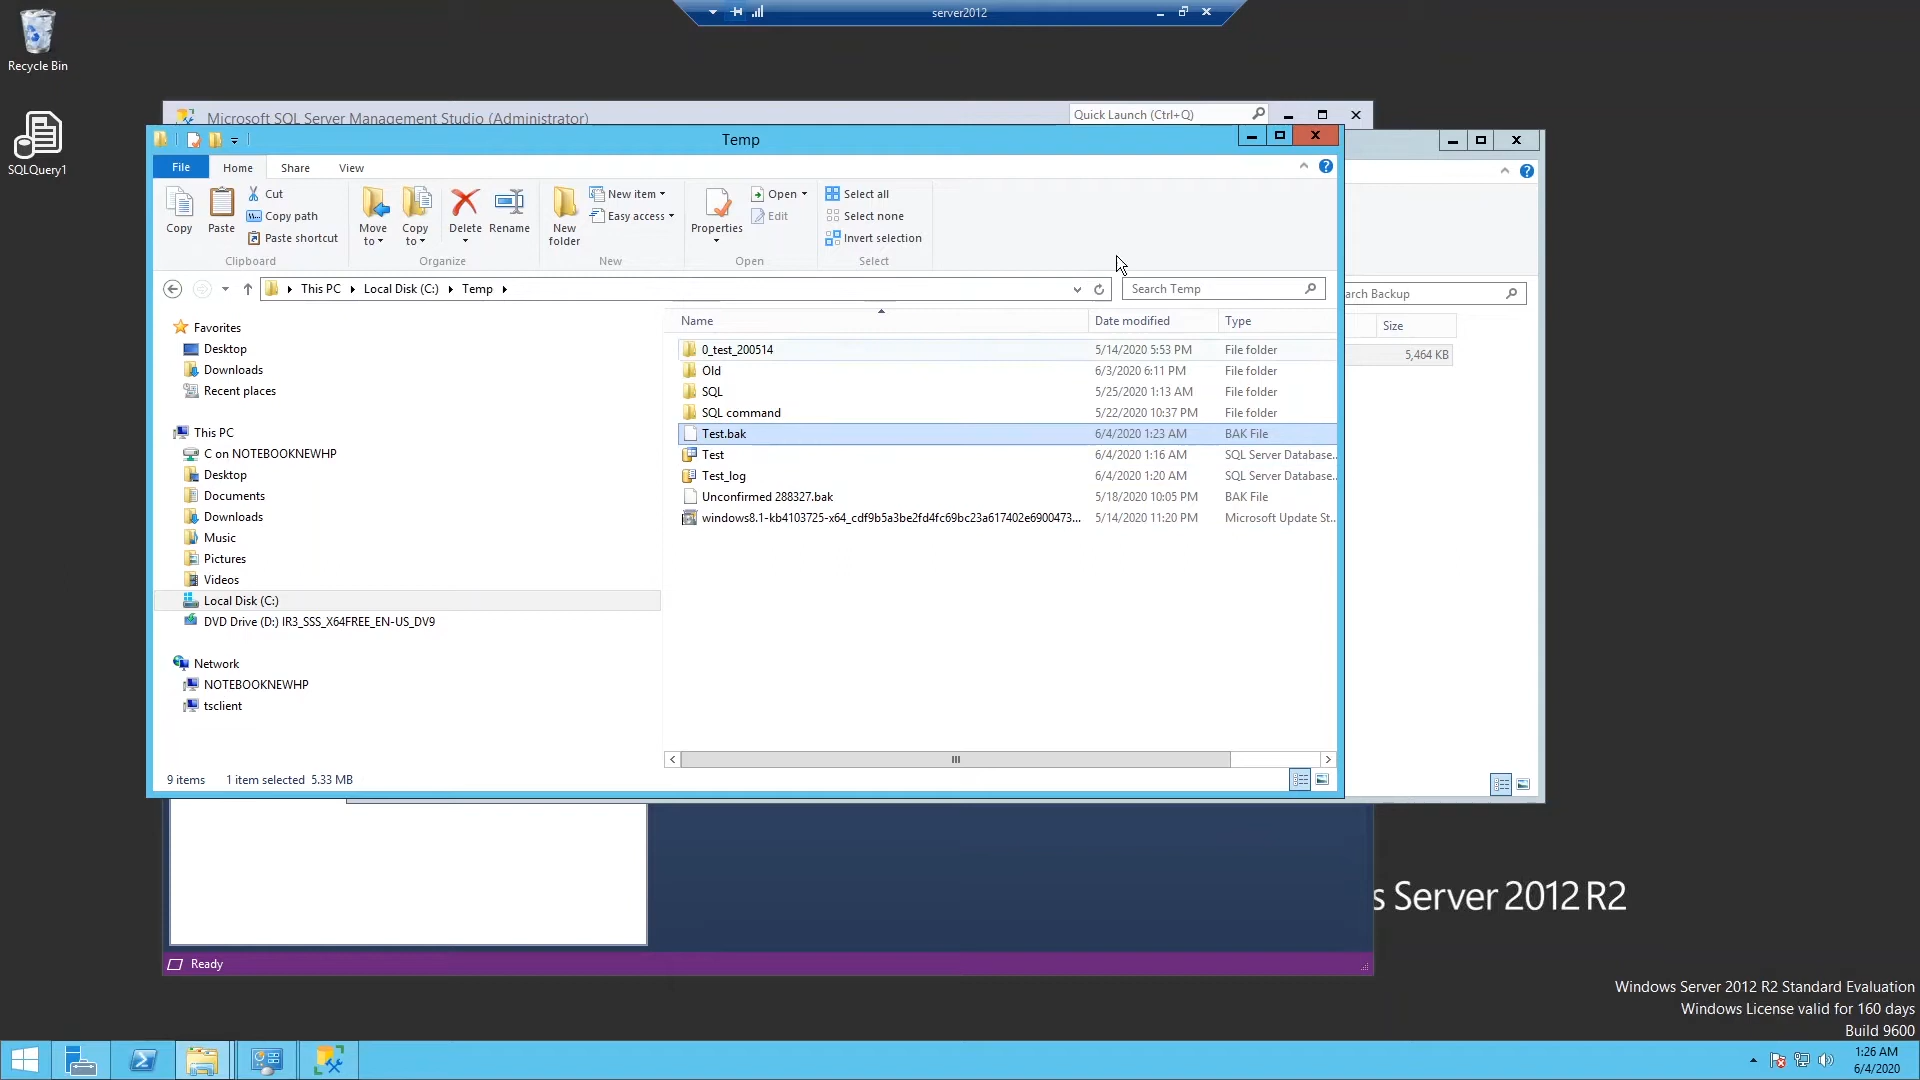 server2012
Recycle Bin
SQLQuery1
Microsoft SQL Server Management Studio (Administrator)
Quick Launch (Ctrl+Q)
Temp
File Home Share View
Copy
Paste
Cut
Copy path
Paste shortcut
Clipboard
Move to
Copy to
Delete
Rename
Organize
New folder
New item
Easy access
New
Properties
Open
Edit
Open
Select all
Select none
Invert selection
Select
This PC Local Disk (C:) Temp
Search Temp
arch Backup
Size
5,464 KB
Favorites
Desktop
Downloads
Recent places
This PC
C on NOTEBOOKNEWHP
Desktop
Documents
Downloads
Music
Pictures
Videos
Local Disk (C:)
DVD Drive (D:) IR3_SSS_X64FREE_EN-US_DV9
Network
NOTEBOOKNEWHP
tsclient
Name Date modified Type
0_test_200514 5/14/2020 5:53 PM File folder
Old 6/3/2020 6:11 PM File folder
SQL 5/25/2020 1:13 AM File folder
SQL command 5/22/2020 10:37 PM File folder
Test.bak 6/4/2020 1:23 AM BAK File
Test 6/4/2020 1:16 AM SQL Server Database..
Test_log 6/4/2020 1:20 AM SQL Server Database..
Unconfirmed 288327.bak 5/18/2020 10:05 PM BAK File
windows8.1-kb4103725-x64_cdf9b5a3be2fd4fc69bc23a617402e6900473... 5/14/2020 11:20 PM Microsoft Update St..
9 items 1 item selected 5.33 MB
Ready
s Server 2012 R2
Windows Server 2012 R2 Standard Evaluation
Windows License valid for 160 days
Build 9600
1:26 AM
6/4/2020